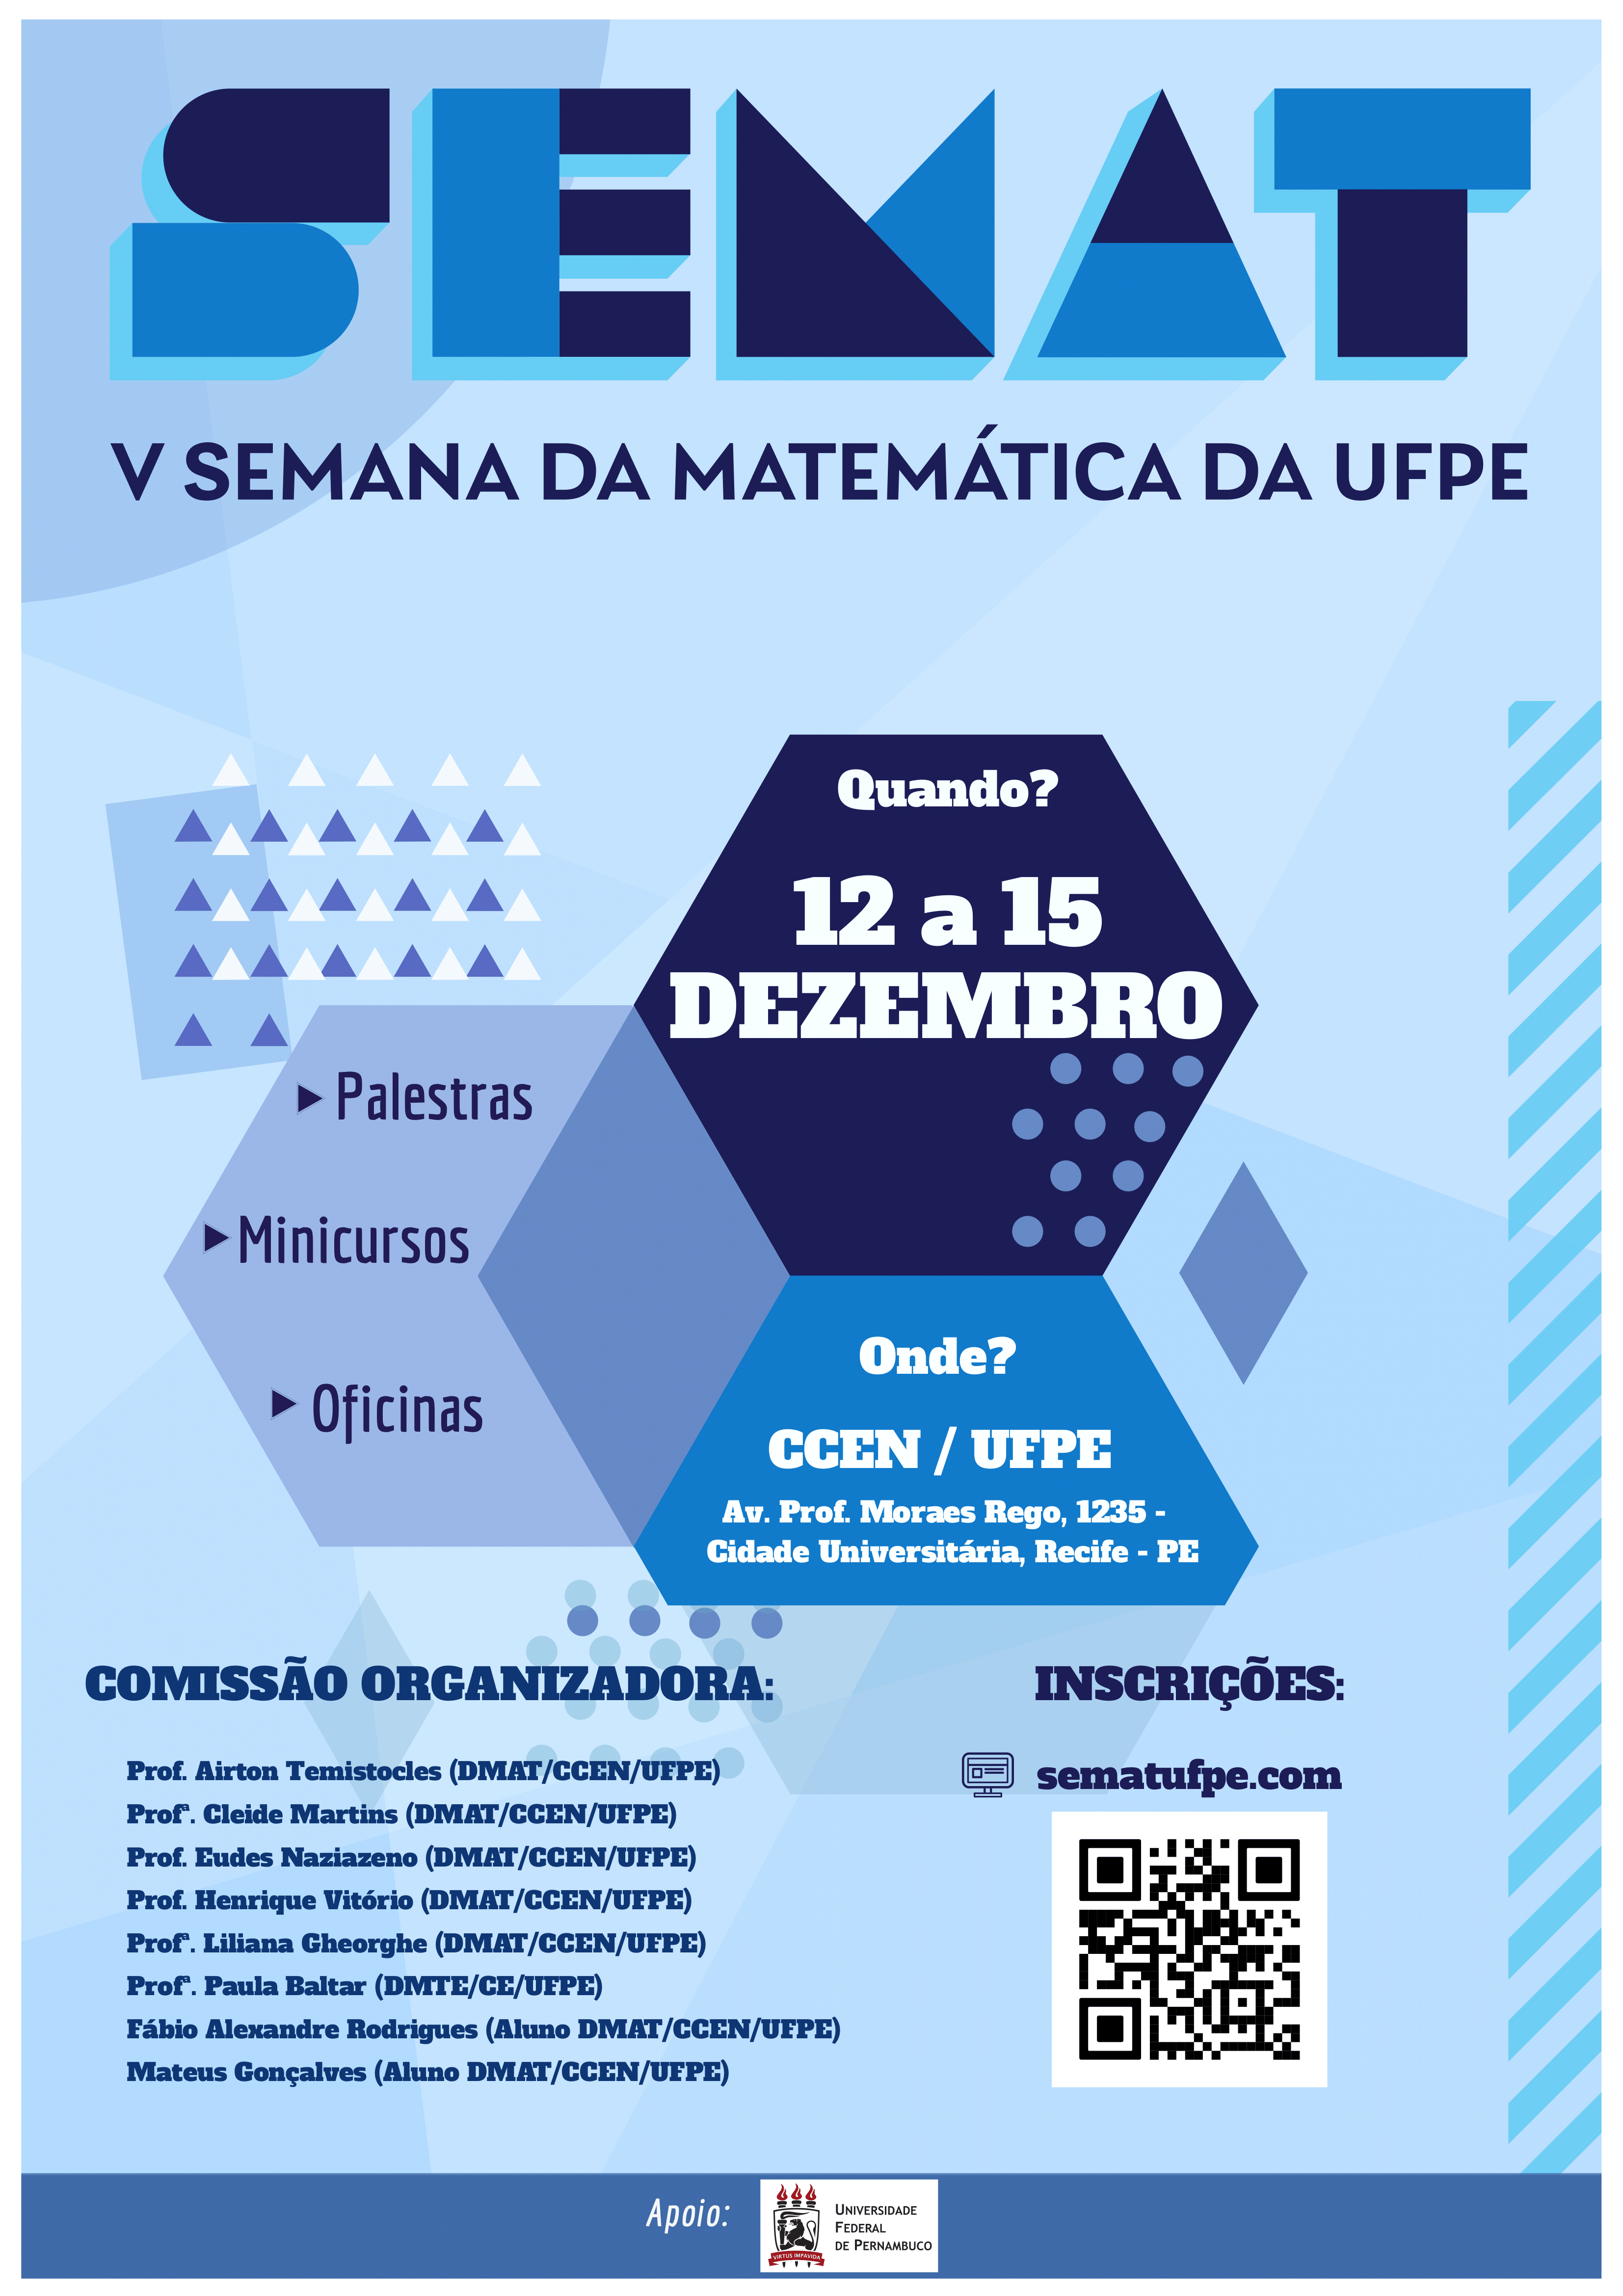 SEMAT
V SEMANA DA MATEMÁTICA DA UFPE
Quando?
12 a 15
DEZEMBRO
Palestras
Minicursos
Oficinas
Onde?
CCEN / UFPE
Av. Prof. Moraes Rego, 1235 -
Cidade Universitária, Recife - PE
COMISSÃO ORGANIZADORA:
Prof. Airton Temistocles (DMAT/CCEN/UFPE)
Profª. Cleide Martins (DMAT/CCEN/UFPE)
Prof. Eudes Naziazeno (DMAT/CCEN/UFPE)
Prof. Henrique Vitório (DMAT/CCEN/UFPE)
Profª. Liliana Gheorghe (DMAT/CCEN/UFPE)
Profª. Paula Baltar (DMTE/CE/UFPE)
Fábio Alexandre Rodrigues (Aluno DMAT/CCEN/UFPE)
Mateus Gonçalves (Aluno DMAT/CCEN/UFPE)
INSCRIÇÕES:
sematufpe.com
Apoio:
VIRTUS IMPAVIDA
UNIVERSIDADE
FEDERAL
DE PERNAMBUCO